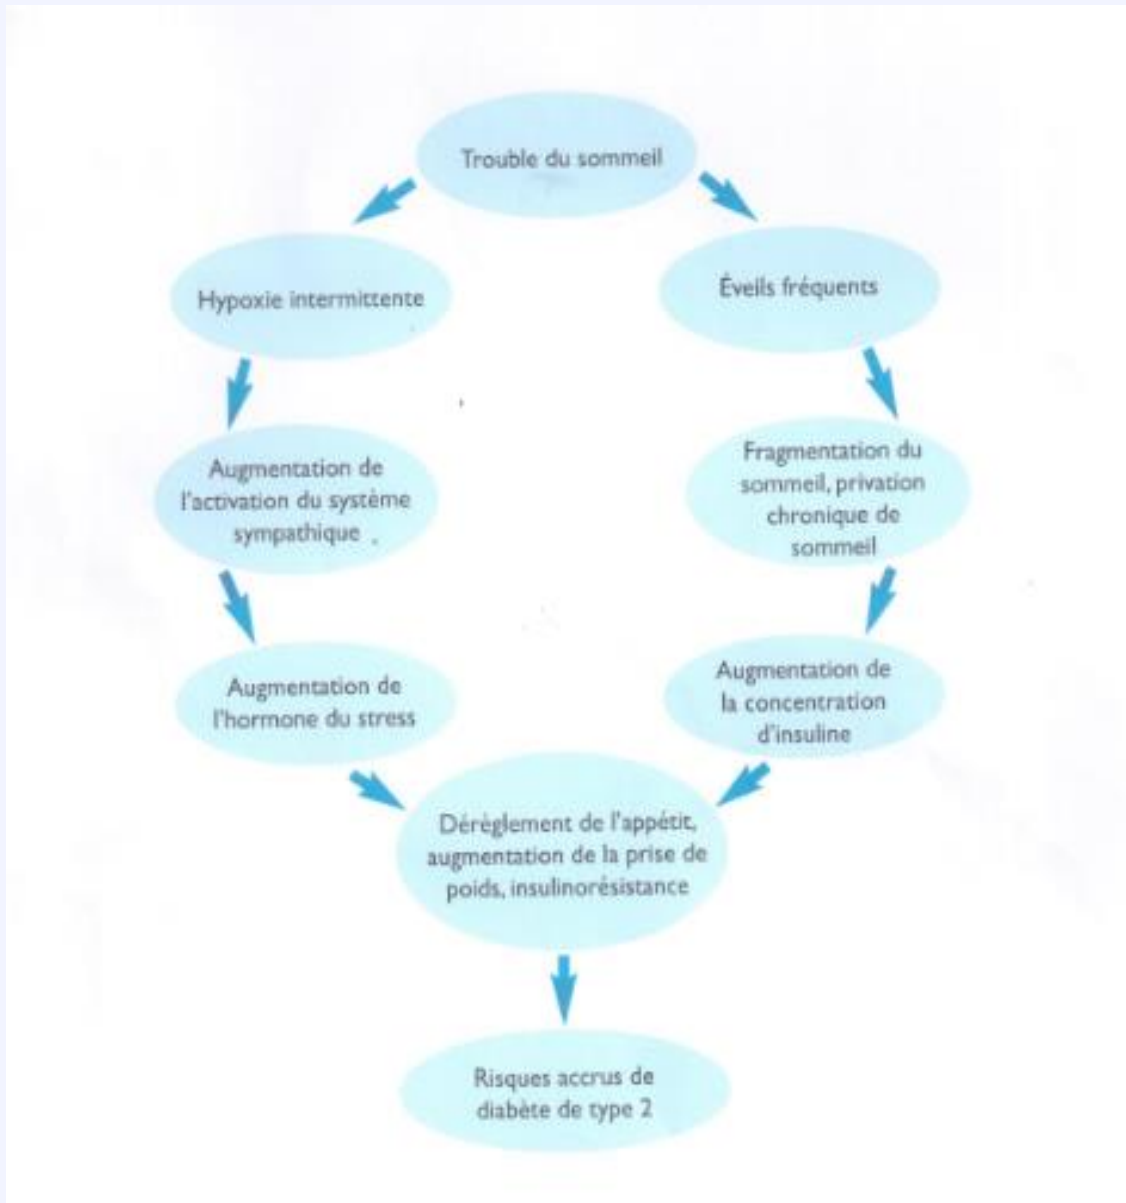 Trouble du sommeil
Hypoxie intermittente
Éveils fréquents
Augmentation de
l'activation du système
sympathique
Fragmentation du
sommeil, privation
chronique de
sommeil
Augmentation de
l'hormone du stress
Augmentation de
la concentration
d'insuline
Dérèglement de l'appétit,
augmentation de la prise de
poids, insulinorésistance
Risques accrus de
diabète de type 2